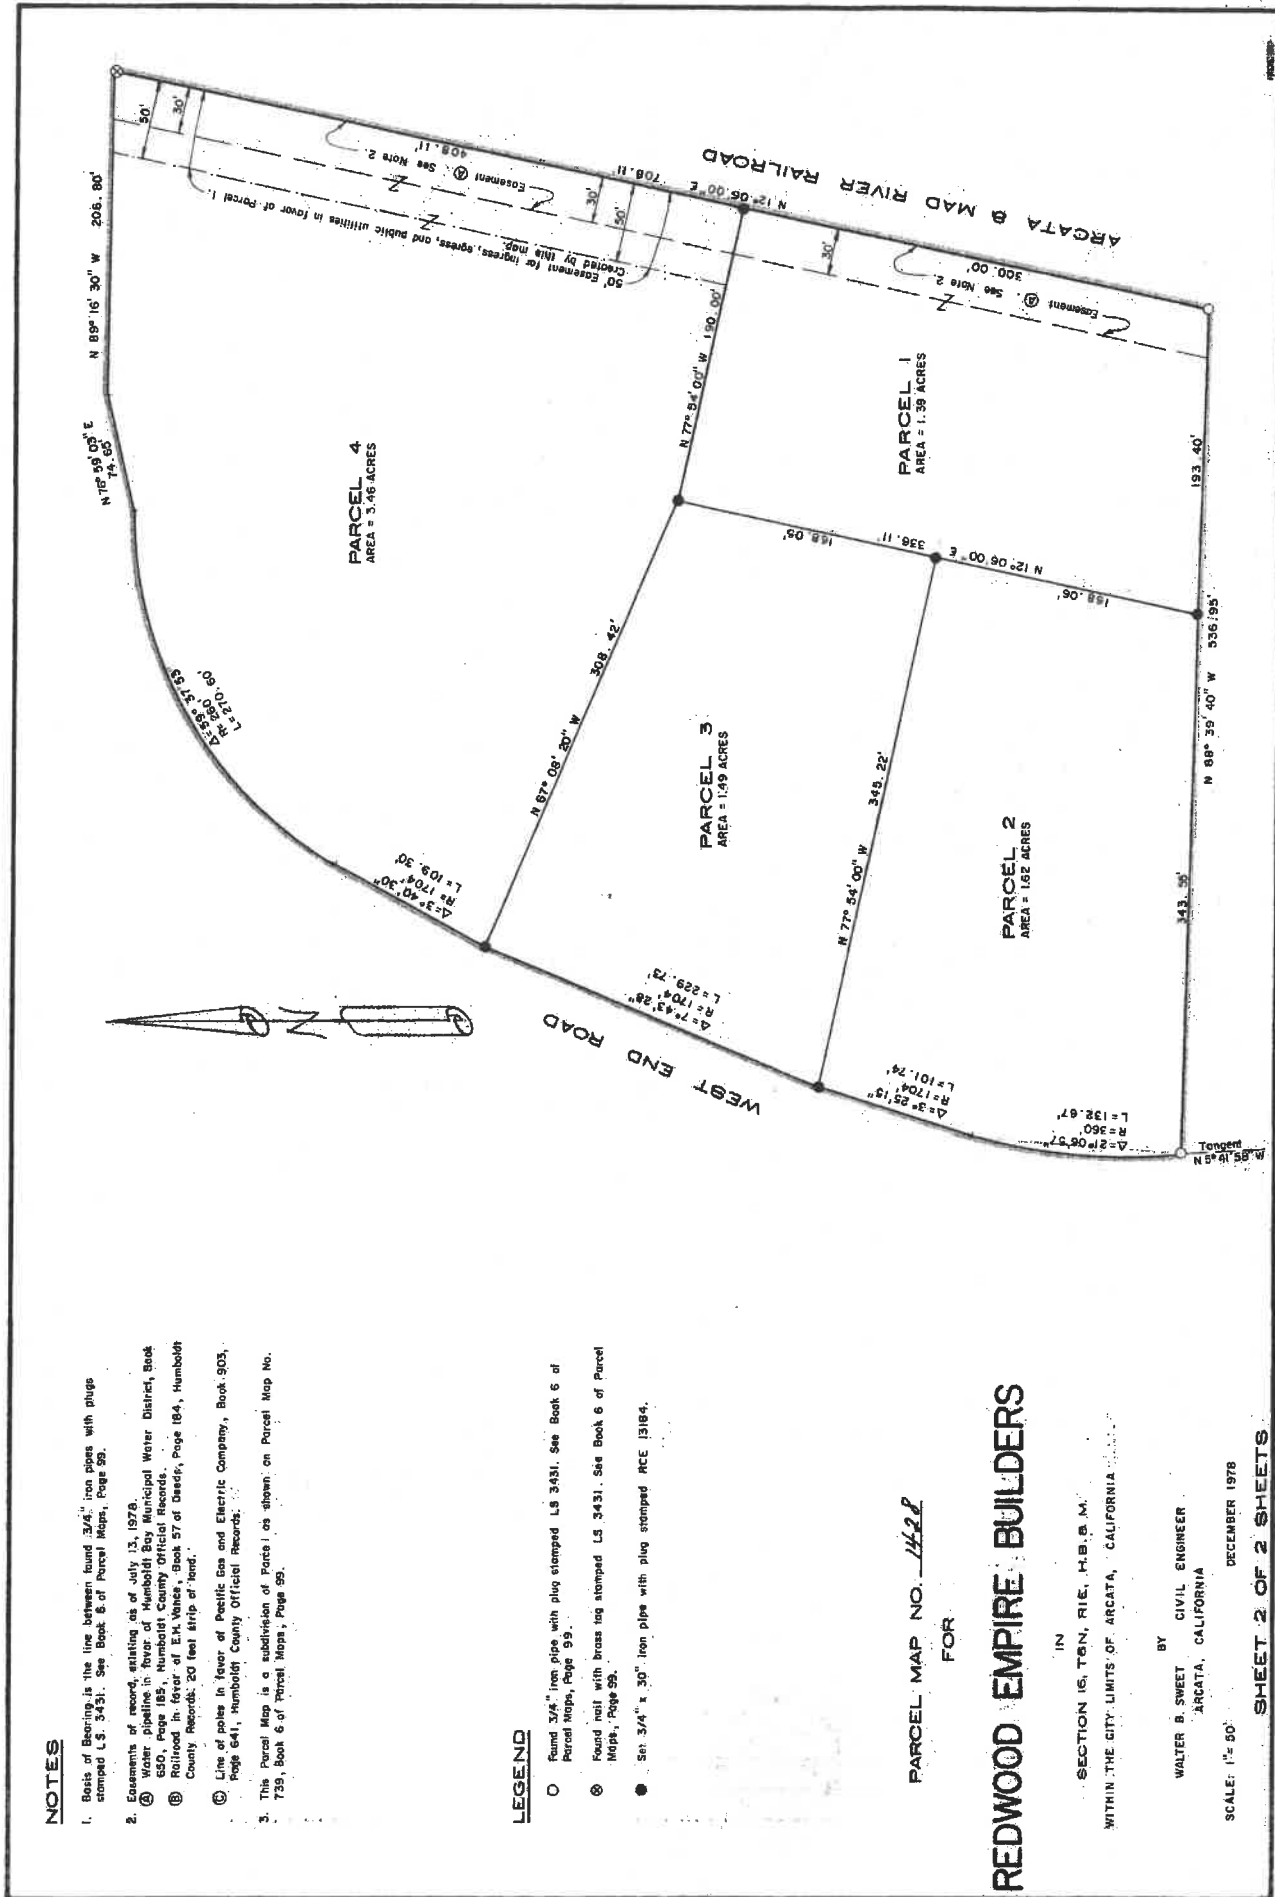 NOTES
1. Basis of Bearing is the line between found 3/4" iron pipes with plugs
stamped L.S. 3431. See Book 6 of Parcel Maps, Page 99.
2. Easements of record, existing as of July 13, 1978.
Ⓐ Water pipeline in favor of Humboldt Bay Municipal Water District, Book
650, Page 185, Humboldt County Official Records.
Ⓑ Railroad in favor of E.H. Vance, Book 57 of Deeds, Page 184, Humboldt
County Records. 20 feet strip of land.
Ⓒ Line of poles in favor of Pacific Gas and Electric Company, Book 903,
Page 641, Humboldt County Official Records.
3. This Parcel Map is a subdivision of Parcel 1 as shown on Parcel Map No.
739, Book 6 of Parcel Maps, Page 99.
LEGEND
Found 3/4" iron pipe with plug stamped LS 3431. See Book 6 of
Parcel Maps, Page 99.
Found nail with brass tag stamped LS 3431. See Book 6 of Parcel
Maps, Page 99.
Set 3/4" x 30" iron pipe with plug stamped RCE 13184.
PARCEL MAP NO. 1428
FOR
REDWOOD EMPIRE BUILDERS
IN
SECTION 16, T6N, R1E, H.B. & M.
WITHIN THE CITY LIMITS OF ARCATA, CALIFORNIA
BY
WALTER B. SWEET CIVIL ENGINEER
ARCATA, CALIFORNIA
SCALE: 1" = 50' DECEMBER 1978
SHEET 2 OF 2 SHEETS
N
WEST END ROAD
ARCATA & MAD RIVER RAILROAD
PARCEL 4
AREA = 3.46 ACRES
PARCEL 3
AREA = 1.49 ACRES
PARCEL 2
AREA = 1.62 ACRES
PARCEL 1
AREA = 1.39 ACRES
N 78° 59' 03" E
74.65'
N 89° 16' 30" W 206.80'
Δ=59° 37' 53"
R=260'
L=270.60'
Δ=3° 40' 30"
R=1704'
L=109.30'
Δ=7° 43' 28"
R=1704'
L=229.73'
Δ=3° 25' 15"
R=1704'
L=101.74'
Δ=21° 06' 57"
R=360'
L=132.67'
Tangent
N 5° 41' 58" W
N 67° 08' 20" W 308.42'
N 77° 54' 00" W 190.00'
N 77° 54' 00" W 345.22'
168.05'
336.11'
N 12° 06' 00" E
168.06'
343.55'
N 88° 39' 40" W 536.95'
193.40'
50'
30'
408.11'
708.11'
N 12° 06' 00" E
300.00'
Easement Ⓐ. See Note 2.
50' Easement for ingress, egress, and public utilities in favor of Parcel 1.
Created by this map.
30'
50'
30'
Easement Ⓐ. See Note 2.